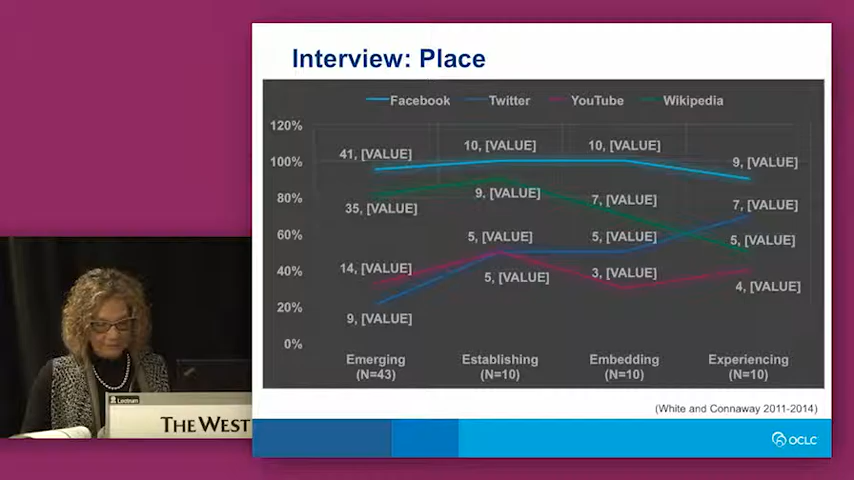 Interview: Place
Facebook Twitter YouTube Wikipedia
120%
100%
80%
60%
40%
20%
0%
41, [VALUE]
10, [VALUE]
10, [VALUE]
9, [VALUE]
35, [VALUE]
9, [VALUE]
7, [VALUE]
7, [VALUE]
5, [VALUE]
5, [VALUE]
5, [VALUE]
14, [VALUE]
5, [VALUE]
3, [VALUE]
4, [VALUE]
9, [VALUE]
Emerging
(N=43)
Establishing
(N=10)
Embedding
(N=10)
Experiencing
(N=10)
(White and Connaway 2011-2014)
OCLC
Lectrum
THE WEST